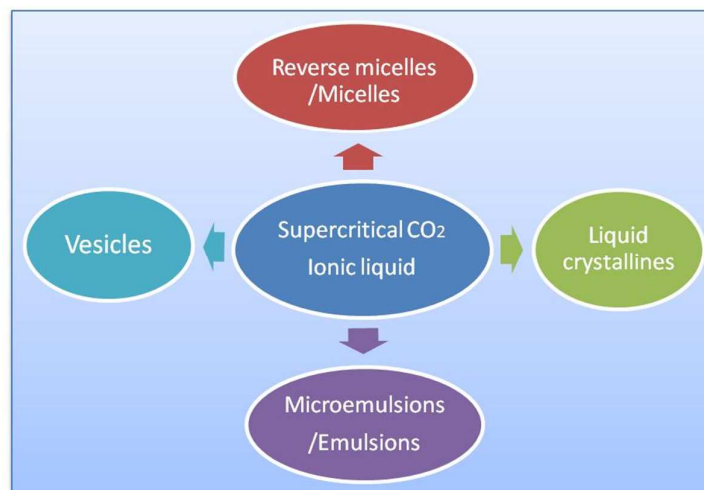 Reverse micelles
/Micelles
Vesicles
Supercritical CO2
Ionic liquid
Liquid
crystallines
Microemulsions
/Emulsions